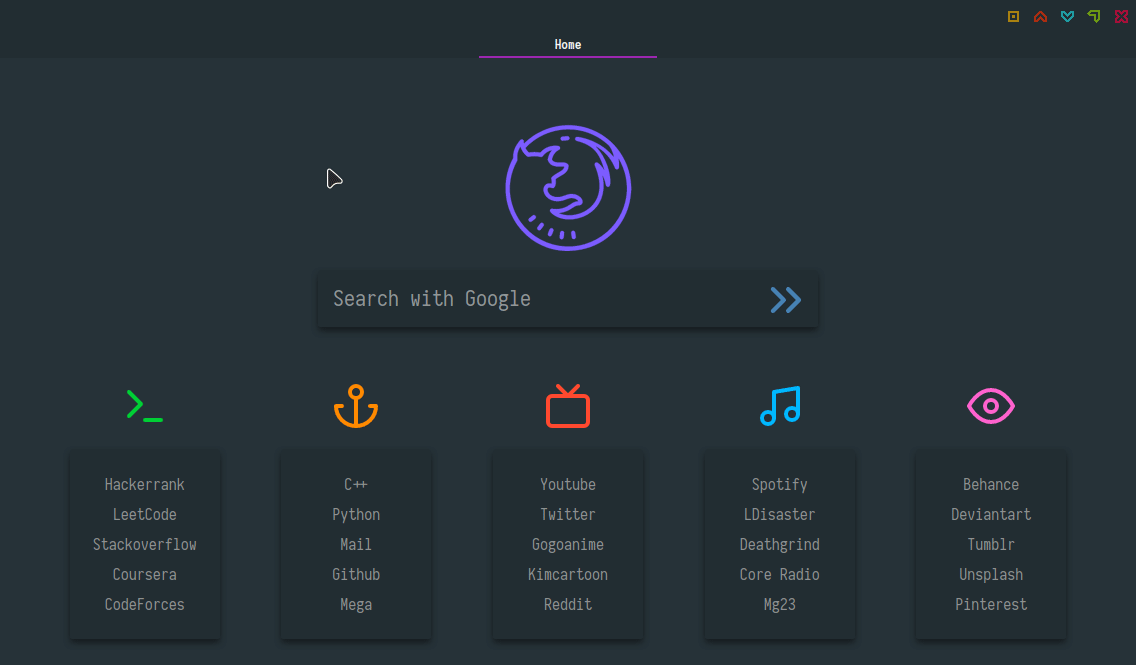 Home
Search with Google
Hackerrank
LeetCode
Stackoverflow
Coursera
CodeForces
C++
Python
Mail
Github
Mega
Youtube
Twitter
Gogoanime
Kimcartoon
Reddit
Spotify
LDisaster
Deathgrind
Core Radio
Mg23
Behance
Deviantart
Tumblr
Unsplash
Pinterest